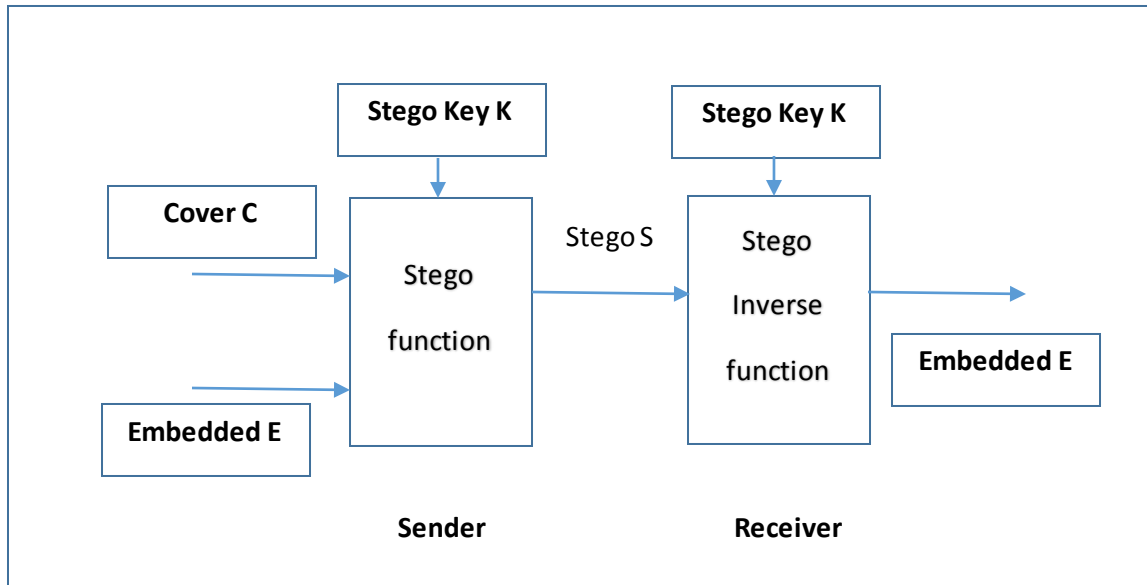 Stego Key K
Stego Key K
Cover C
Stego S
Stego
function
Stego
Inverse
function
Embedded E
Embedded E
Sender
Receiver